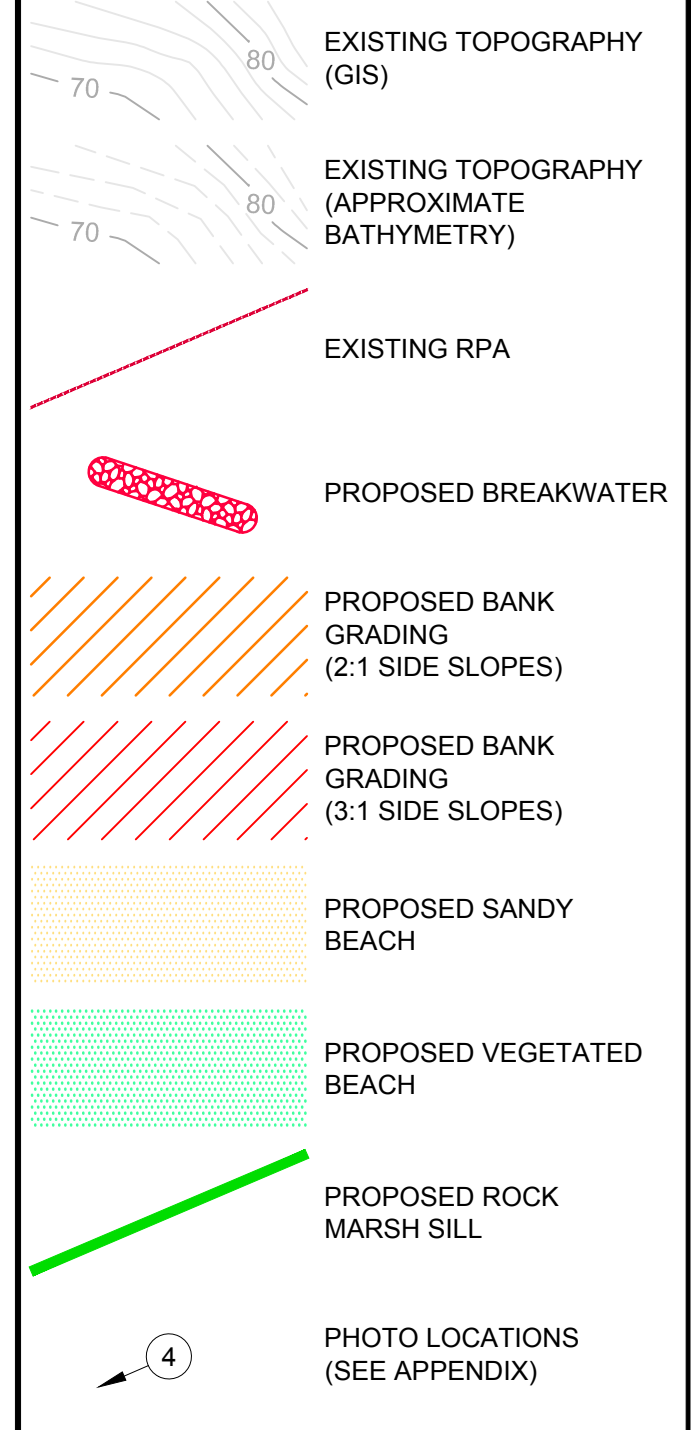 EXISTING TOPOGRAPHY
(GIS)
80
70
EXISTING TOPOGRAPHY
(APPROXIMATE
BATHYMETRY)
80
70
EXISTING RPA
PROPOSED BREAKWATER
PROPOSED BANK
GRADING
(2:1 SIDE SLOPES)
PROPOSED BANK
GRADING
(3:1 SIDE SLOPES)
PROPOSED SANDY
BEACH
PROPOSED VEGETATED
BEACH
PROPOSED ROCK
MARSH SILL
4
PHOTO LOCATIONS
(SEE APPENDIX)